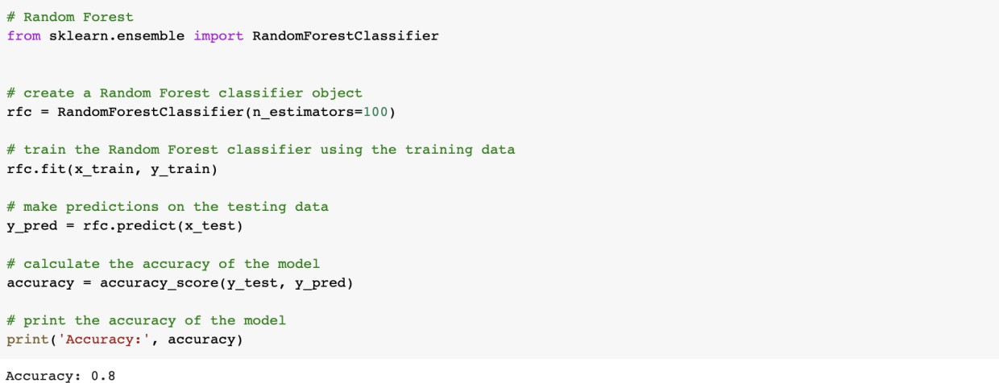 # Random Forest
from sklearn.ensemble import RandomForestClassifier
# create a Random Forest classifier object
rfc = RandomForestClassifier(n_estimators=100)
# train the Random Forest classifier using the training data
rfc.fit(x_train, y_train)
# make predictions on the testing data
y_pred = rfc.predict(x_test)
# calculate the accuracy of the model
accuracy = accuracy_score(y_test, y_pred)
# print the accuracy of the model
print('Accuracy:', accuracy)
Accuracy: 0.8